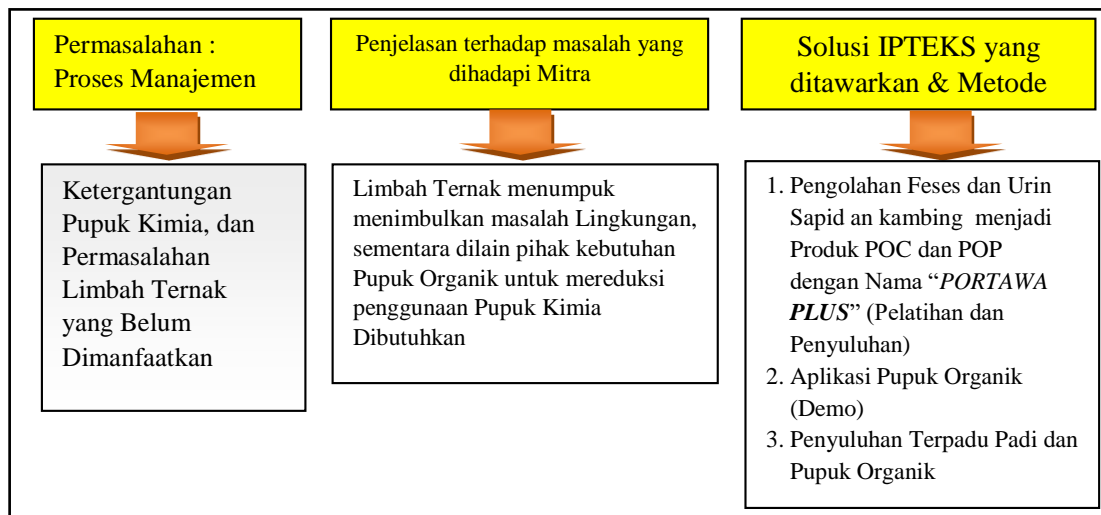 Permasalahan :
Proses Manajemen
Ketergantungan
Pupuk Kimia, dan
Permasalahan
Limbah Ternak
yang Belum
Dimanfaatkan
Penjelasan terhadap masalah yang
dihadapi Mitra
Limbah Ternak menumpuk
menimbulkan masalah Lingkungan,
sementara dilain pihak kebutuhan
Pupuk Organik untuk mereduksi
penggunaan Pupuk Kimia
Dibutuhkan
Solusi IPTEKS yang
ditawarkan & Metode
1. Pengolahan Feses dan Urin
Sapid an kambing menjadi
Produk POC dan POP
dengan Nama “PORTAWA
PLUS” (Pelatihan dan
Penyuluhan)
2. Aplikasi Pupuk Organik
(Demo)
3. Penyuluhan Terpadu Padi dan
Pupuk Organik